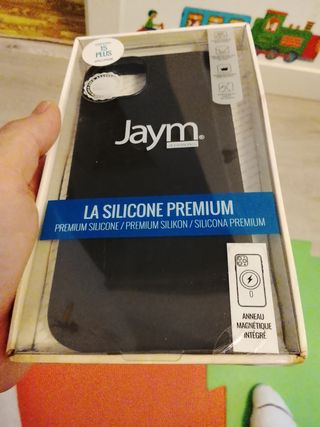 15
PLUS
Jaym®
LA SILICONE PREMIUM
PREMIUM SILICONE / PREMIUM SILIKON / SILICONA PREMIUM
ANNEAU
MAGNÉTIQUE
INTÉGRÉ